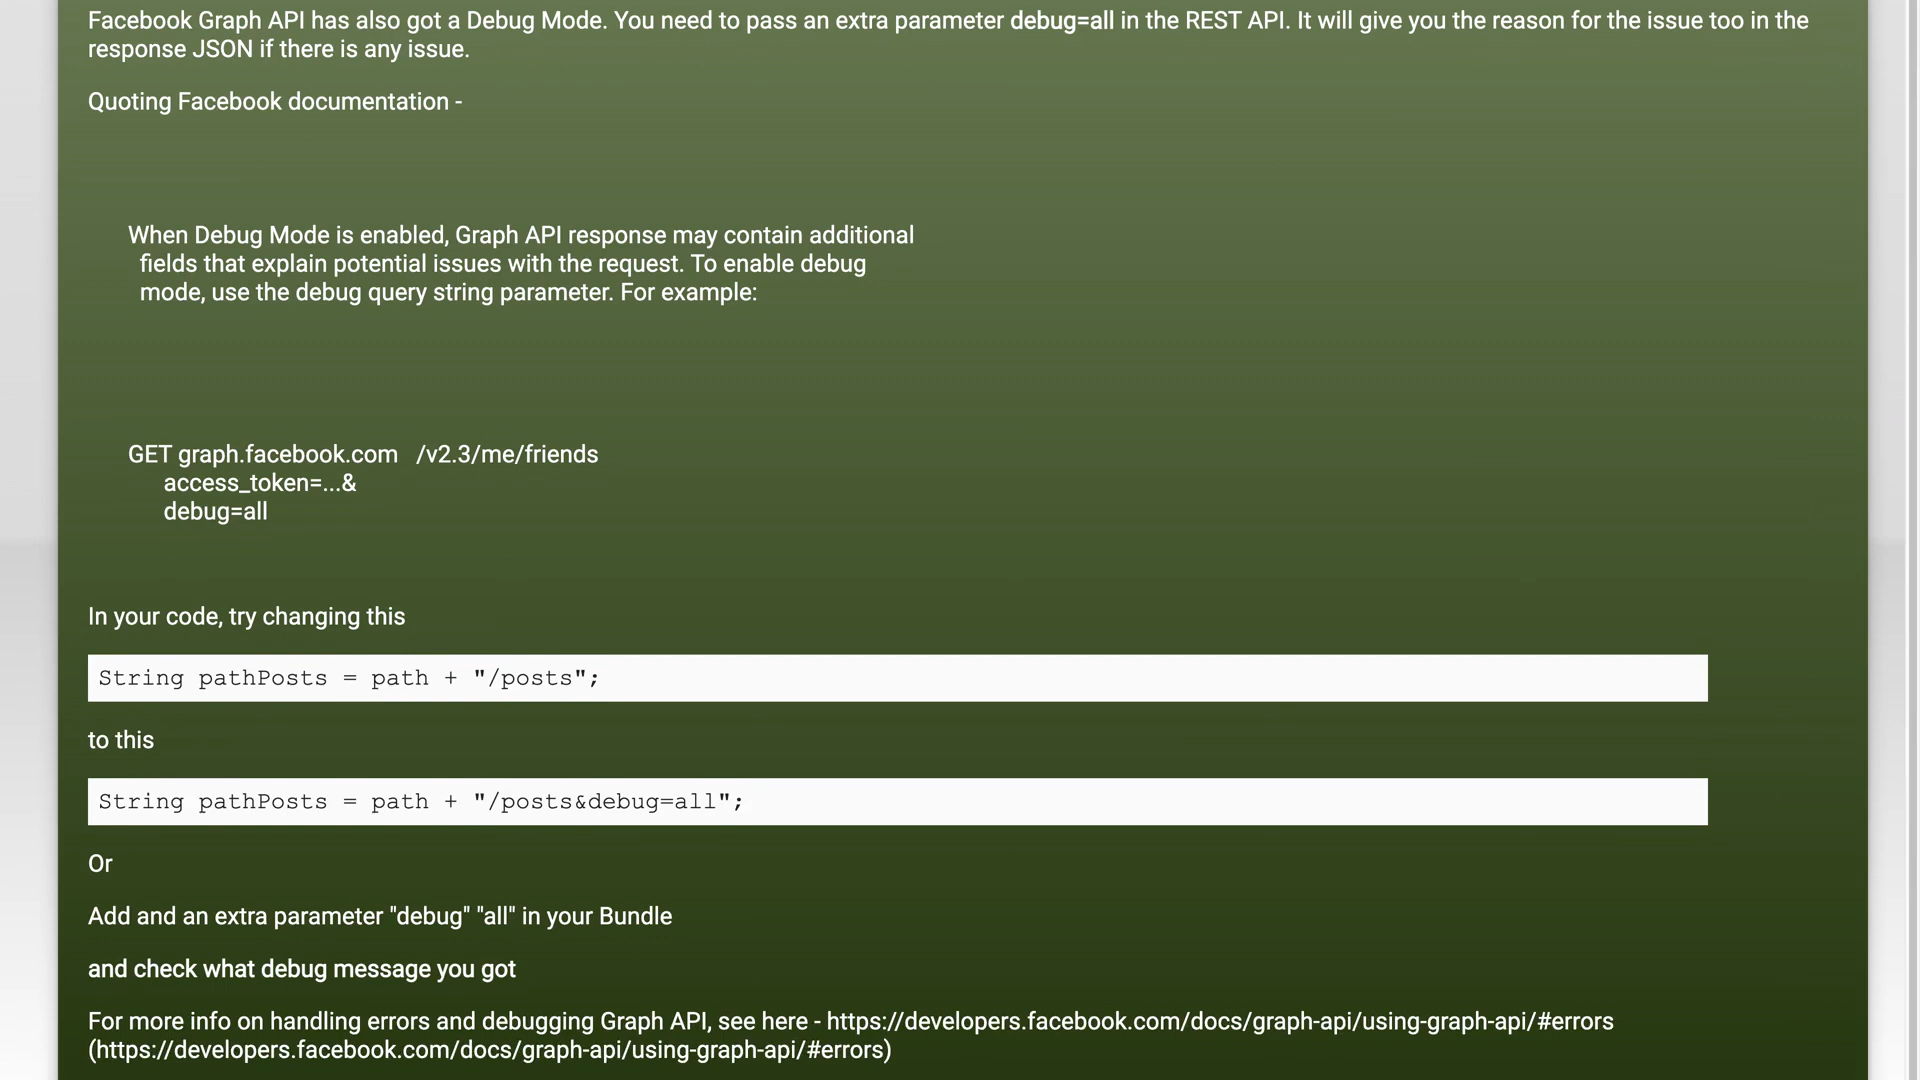 Facebook Graph API has also got a Debug Mode. You need to pass an extra parameter debug=all in the REST API. It will give you the reason for the issue too in the
response JSON if there is any issue.
Quoting Facebook documentation -
When Debug Mode is enabled, Graph API response may contain additional
fields that explain potential issues with the request. To enable debug
mode, use the debug query string parameter. For example:
GET graph.facebook.com   /v2.3/me/friends
access_token=...&
debug=all
In your code, try changing this
String pathPosts = path + "/posts";
to this
String pathPosts = path + "/posts&debug=all";
Or
Add and an extra parameter "debug" "all" in your Bundle
and check what debug message you got
For more info on handling errors and debugging Graph API, see here - https://developers.facebook.com/docs/graph-api/using-graph-api/#errors
(https://developers.facebook.com/docs/graph-api/using-graph-api/#errors)